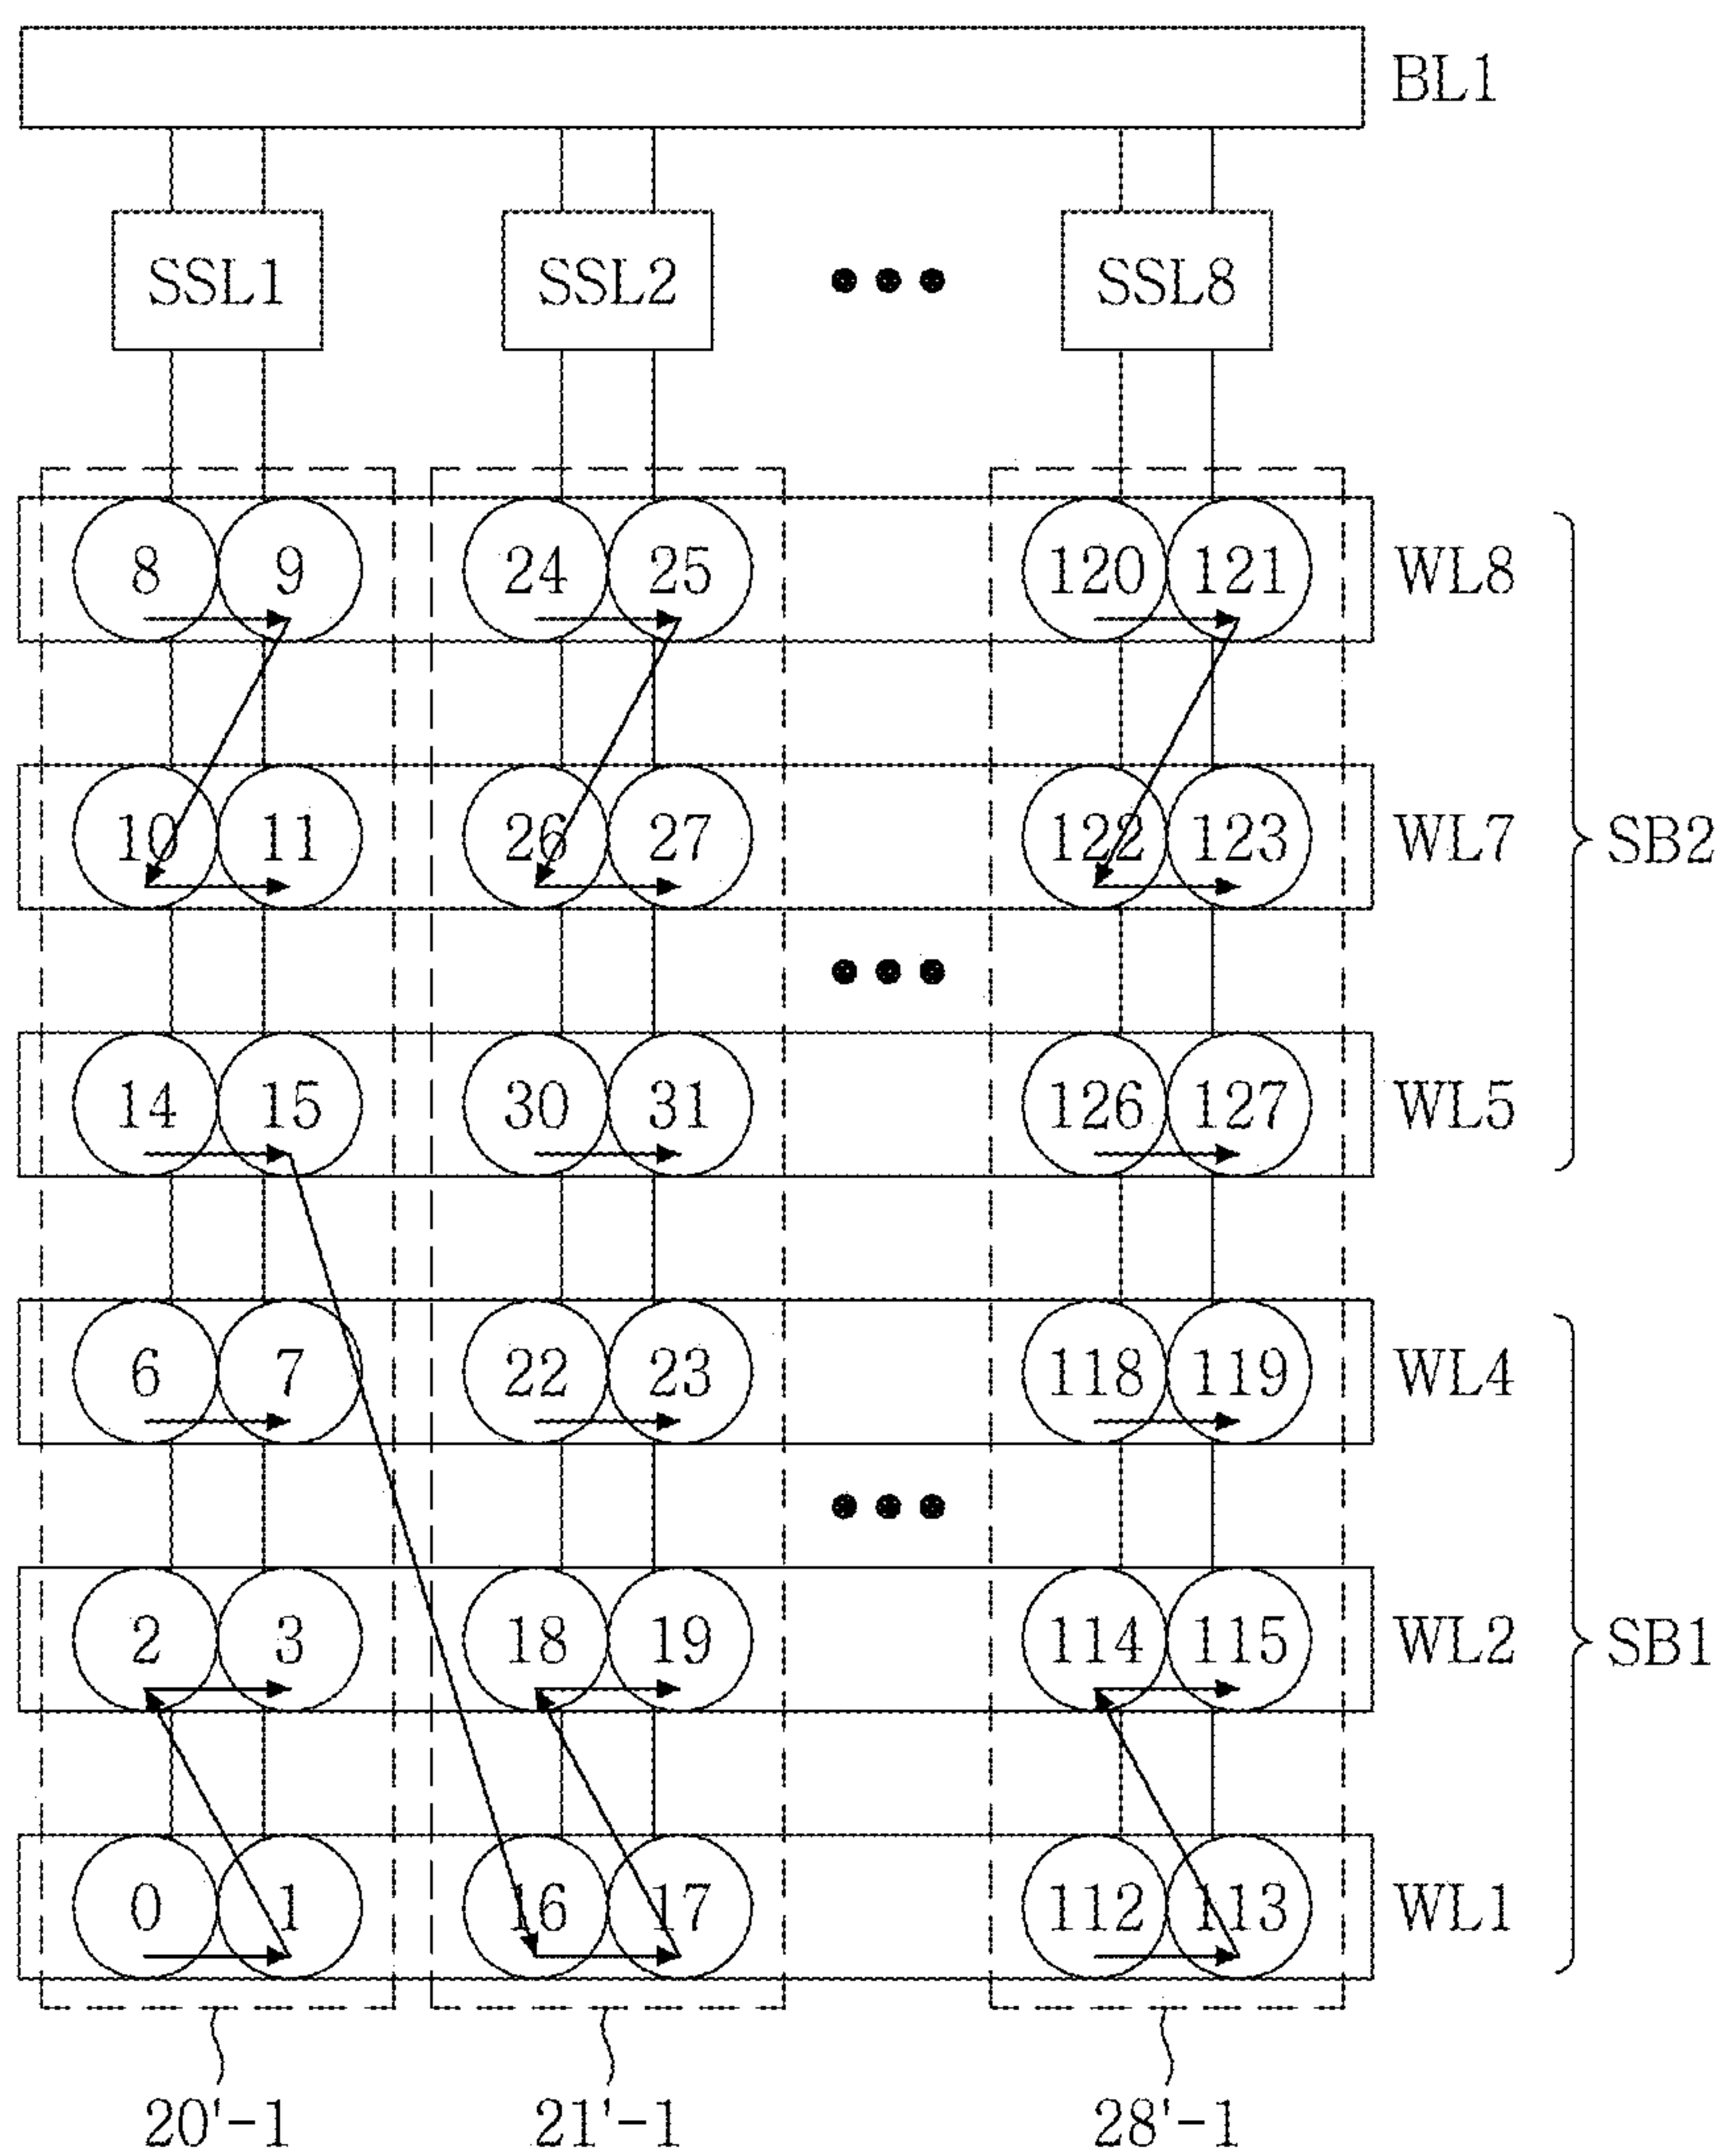 BL1
SSL1 SSL2 SSL8
8 9 24 25 120 121 WL8
10 11 26 27 122 123 WL7
SB2
14 15 30 31 126 127 WL5
6 7 22 23 118 119 WL4
2 3 18 19 114 115 WL2
SB1
0 1 16 17 112 113 WL1
20'-1 21'-1 28'-1